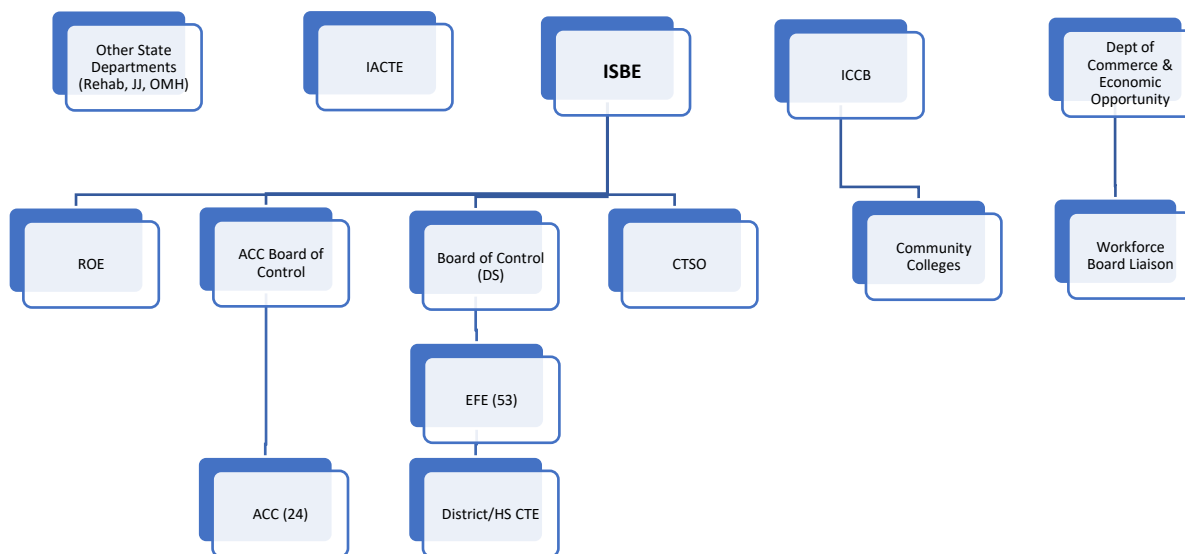 Other State
Departments
(Rehab, JJ, OMH)
IACTE
ISBE
ICCB
Dept of
Commerce &
Economic
Opportunity
ROE
ACC Board of
Control
Board of Control
(DS)
CTSO
Community
Colleges
Workforce
Board Liaison
EFE (53)
ACC (24)
District/HS CTE